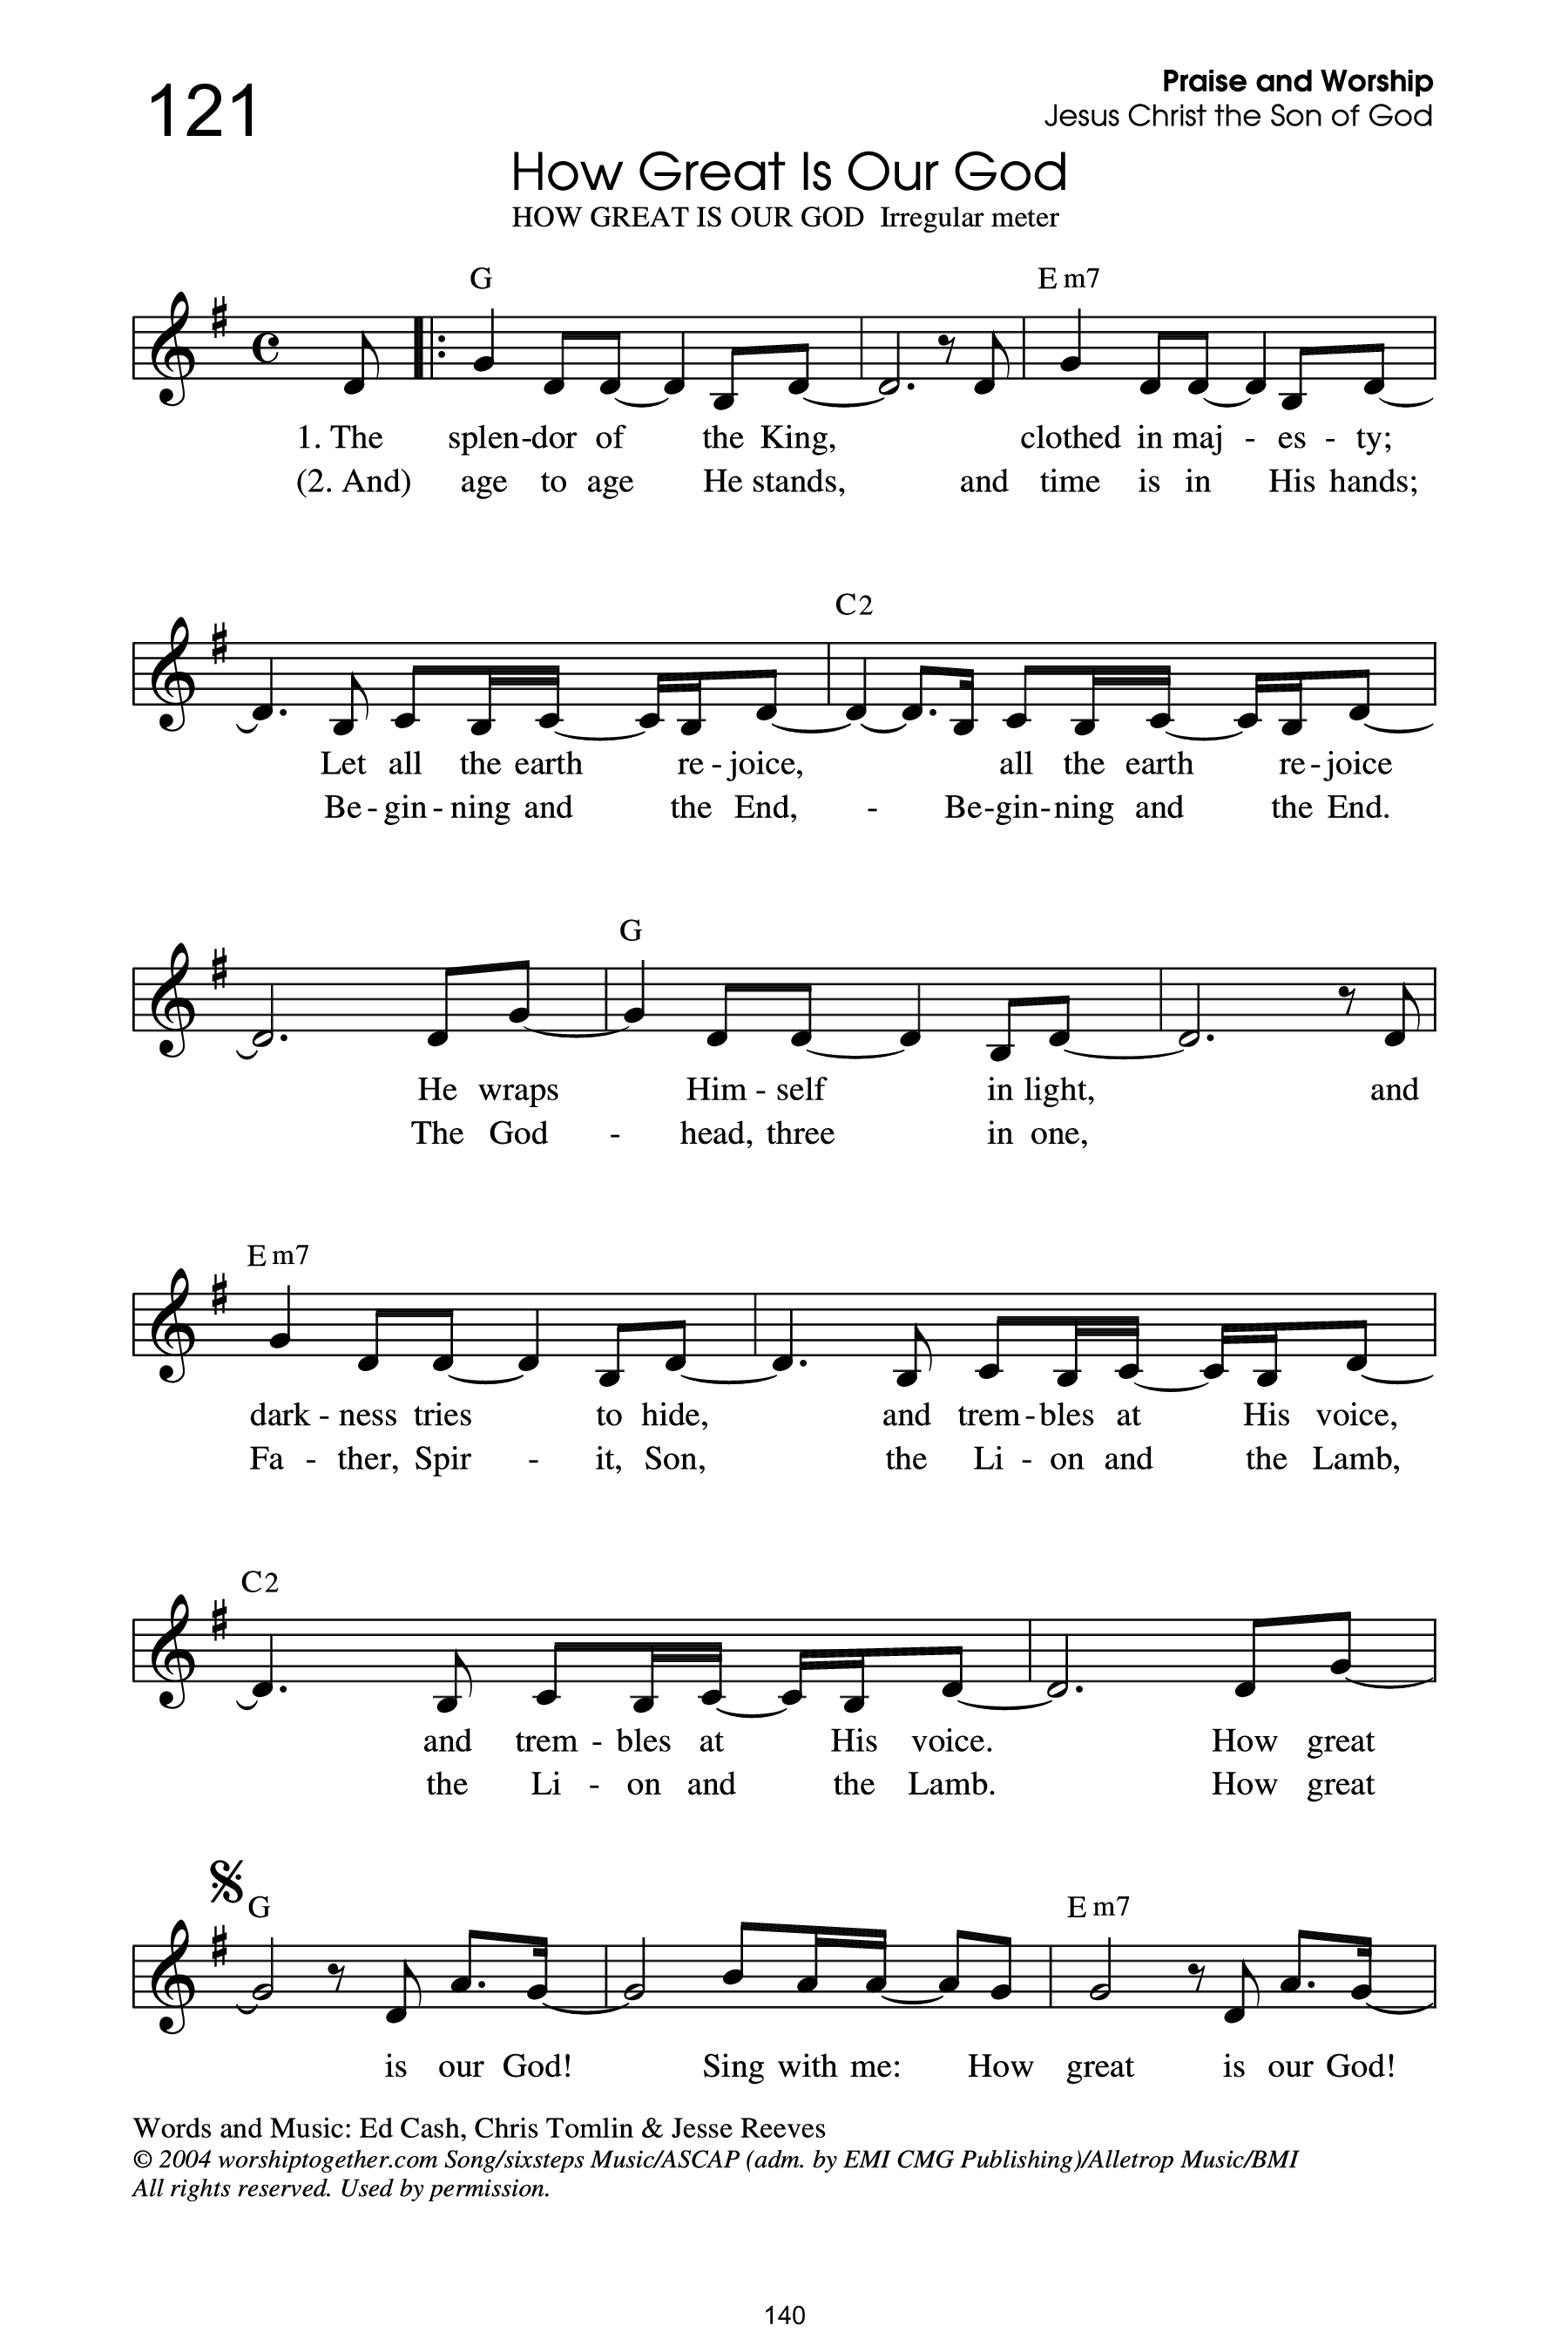 121
Praise and Worship
Jesus Christ the Son of God
How Great Is Our God
HOW GREAT IS OUR GOD Irregular meter
G Em7
1. The splen-dor of the King, clothed in maj - es - ty;
(2. And) age to age He stands, and time is in His hands;
C2
Let all the earth re - joice, all the earth re - joice
Be - gin - ning and the End, - Be-gin-ning and the End.
G
He wraps Him - self in light, and
The God - head, three in one,
Em7
dark - ness tries to hide, and trem - bles at His voice,
Fa - ther, Spir - it, Son, the Li - on and the Lamb,
C2
and trem - bles at His voice. How great
the Li - on and the Lamb. How great
G Em7
is our God! Sing with me: How great is our God!
Words and Music: Ed Cash, Chris Tomlin & Jesse Reeves
© 2004 worshiptogether.com Song/sixsteps Music/ASCAP (adm. by EMI CMG Publishing)/Alletrop Music/BMI
All rights reserved. Used by permission.
140